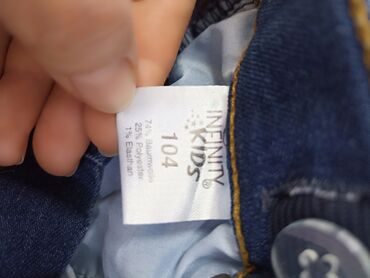 INFINITY
KIDS®
104
74% Baumwolle
25% Polyester
1% Elasthan